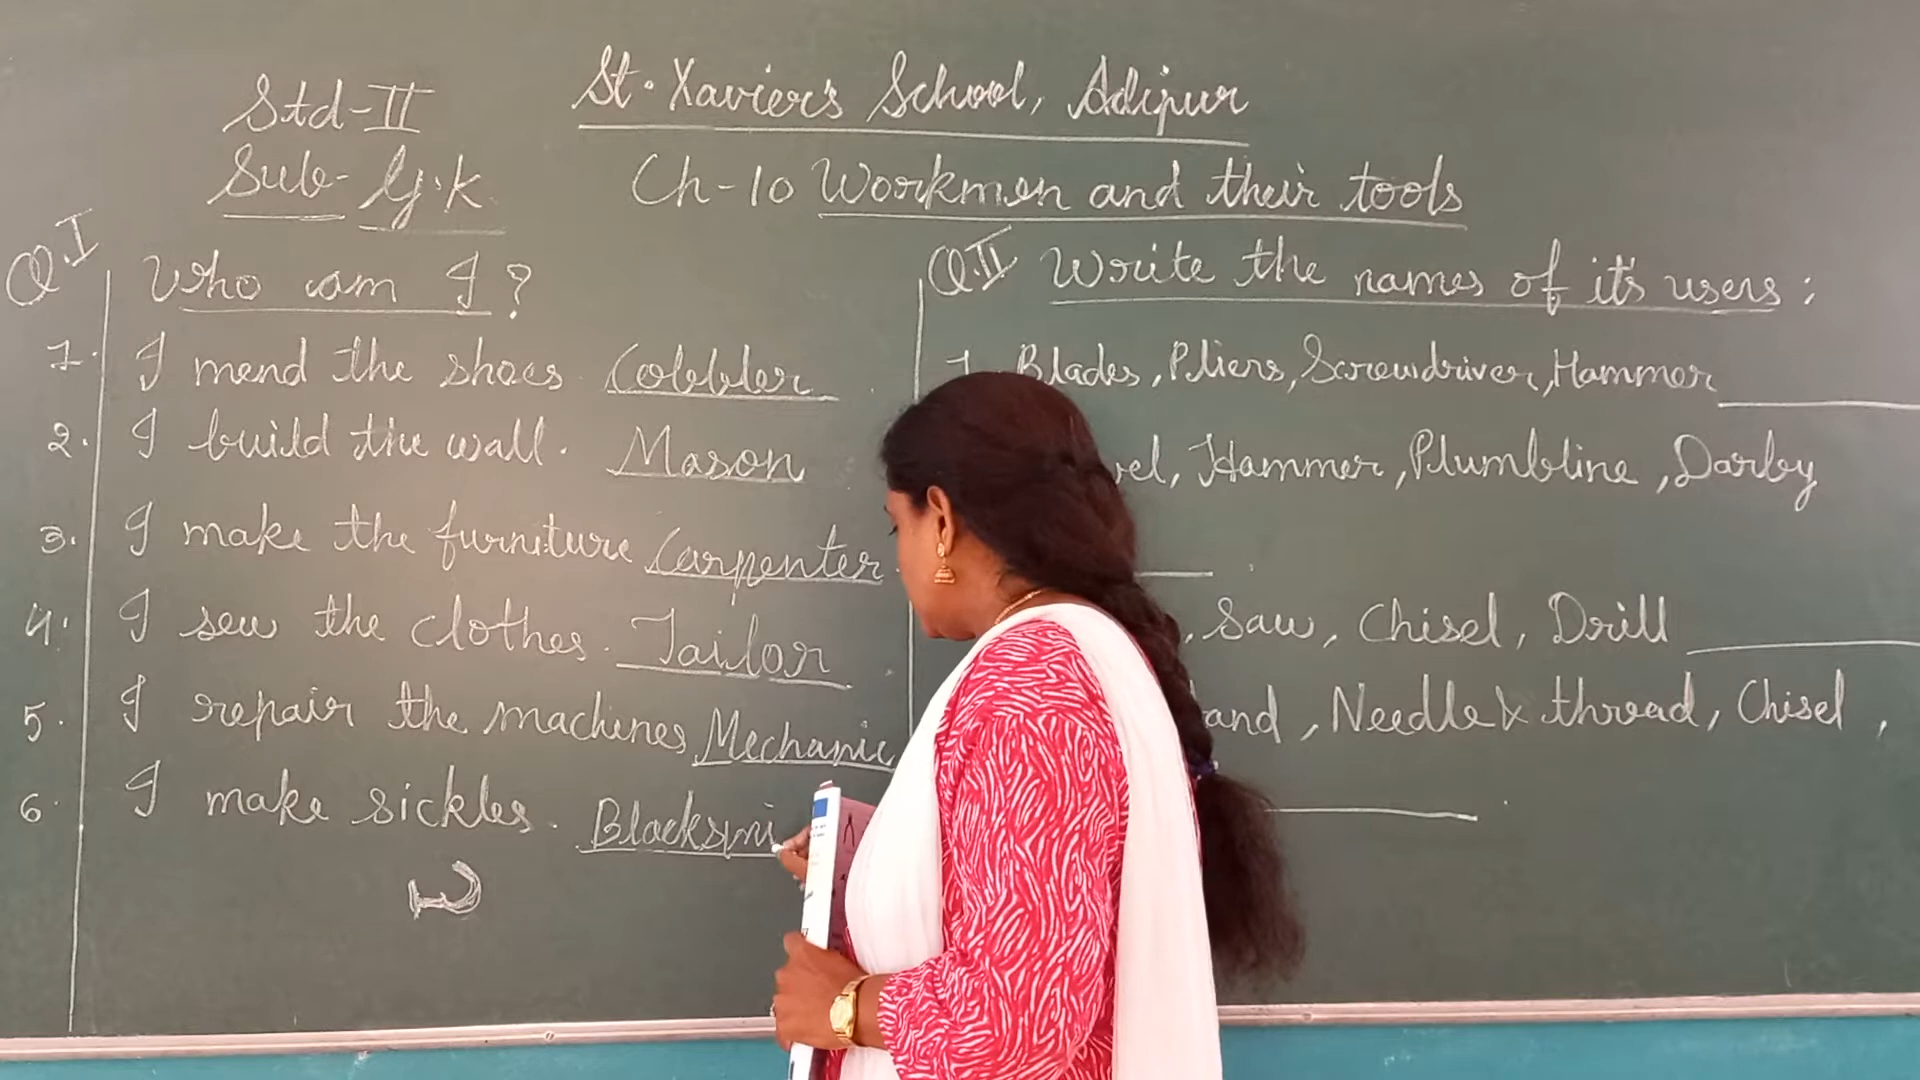 Std-II
St. Xavier's School, Adipur
Sub- G.K
Ch-10 Workmen and their tools
Q.I Who am I ?
1. I mend the shoes. Cobbler
2. I build the wall. Mason
3. I make the furniture Carpenter
4. I sew the clothes. Tailor
5. I repair the machines Mechanic
6. I make sickles. Blacksmi
Q.II Write the names of it's users :
1. Blades, Pliers, Screwdriver, Hammer
Hammer, Plumbline, Darby
, Saw, Chisel, Drill
, Needle & thread, Chisel,